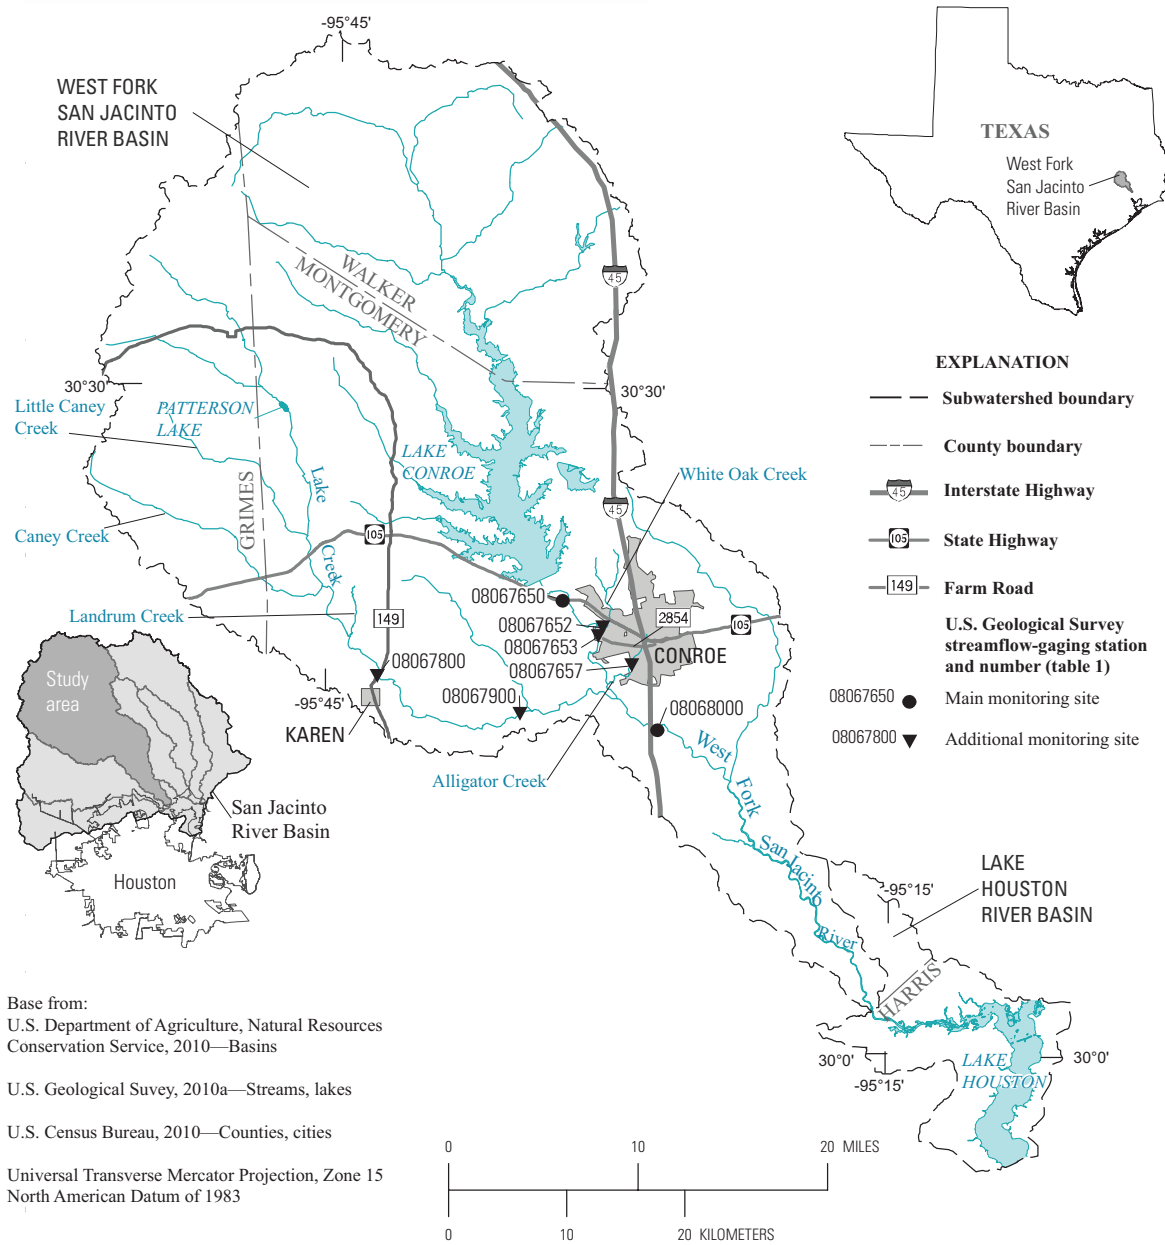 -95°45'
WEST FORK
SAN JACINTO
RIVER BASIN
TEXAS
West Fork
San Jacinto
River Basin
WALKER
MONTGOMERY
45
30°30'
30°30'
Little Caney
Creek
PATTERSON
LAKE
LAKE
CONROE
GRIMES
Lake
Creek
White Oak Creek
45
Caney Creek
105
Landrum Creek
149
08067650
08067652
08067653
08067657
2854
105
CONROE
08067800
08067900
-95°45'
KAREN
08068000
Alligator Creek
West
Fork
San Jacinto
River
EXPLANATION
Subwatershed boundary
County boundary
45
Interstate Highway
105
State Highway
149
Farm Road
U.S. Geological Survey
streamflow-gaging station
and number (table 1)
08067650
Main monitoring site
08067800
Additional monitoring site
Study
area
San Jacinto
River Basin
Houston
-95°15'
LAKE
HOUSTON
RIVER BASIN
HARRIS
LAKE
HOUSTON
30°0'
-95°15'
30°0'
Base from:
U.S. Department of Agriculture, Natural Resources
Conservation Service, 2010—Basins
U.S. Geological Suvey, 2010a—Streams, lakes
U.S. Census Bureau, 2010—Counties, cities
Universal Transverse Mercator Projection, Zone 15
North American Datum of 1983
0 10 20 MILES
0 10 20 KILOMETERS